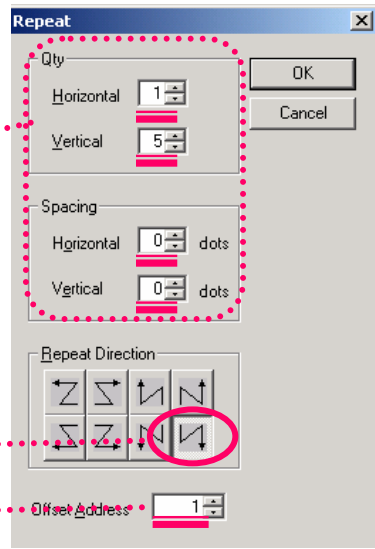 Repeat
Qty
OK
Horizontal 1
Cancel
Vertical 5
Spacing
Horizontal 0 dots
Vertical 0 dots
Repeat Direction
Offset Address 1